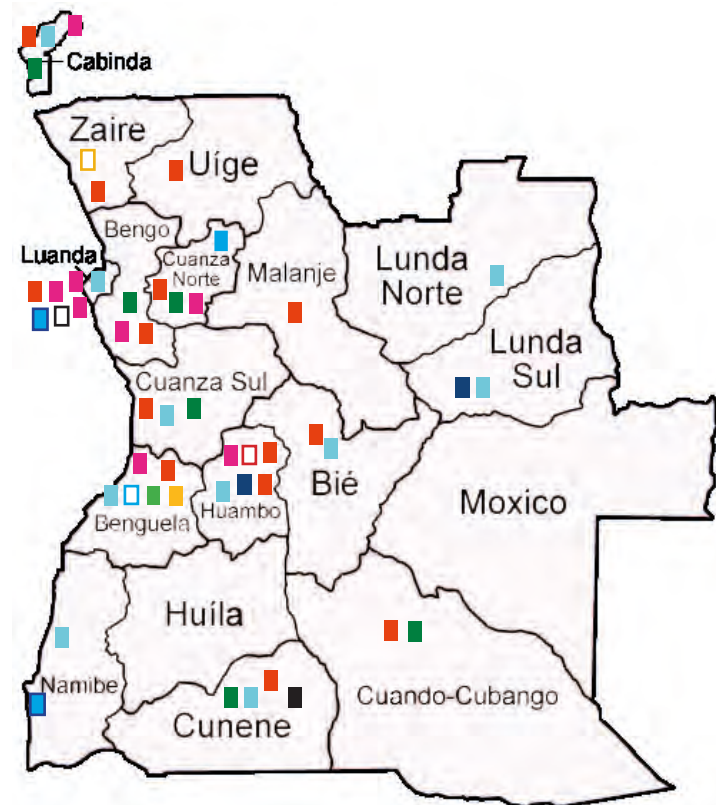 Cabinda
Zaire
Uíge
Bengo
Luanda
Cuanza
Norte
Malanje
Lunda
Norte
Lunda
Sul
Cuanza Sul
Bié
Moxico
Benguela
Huambo
Huíla
Namibe
Cunene
Cuando-Cubango